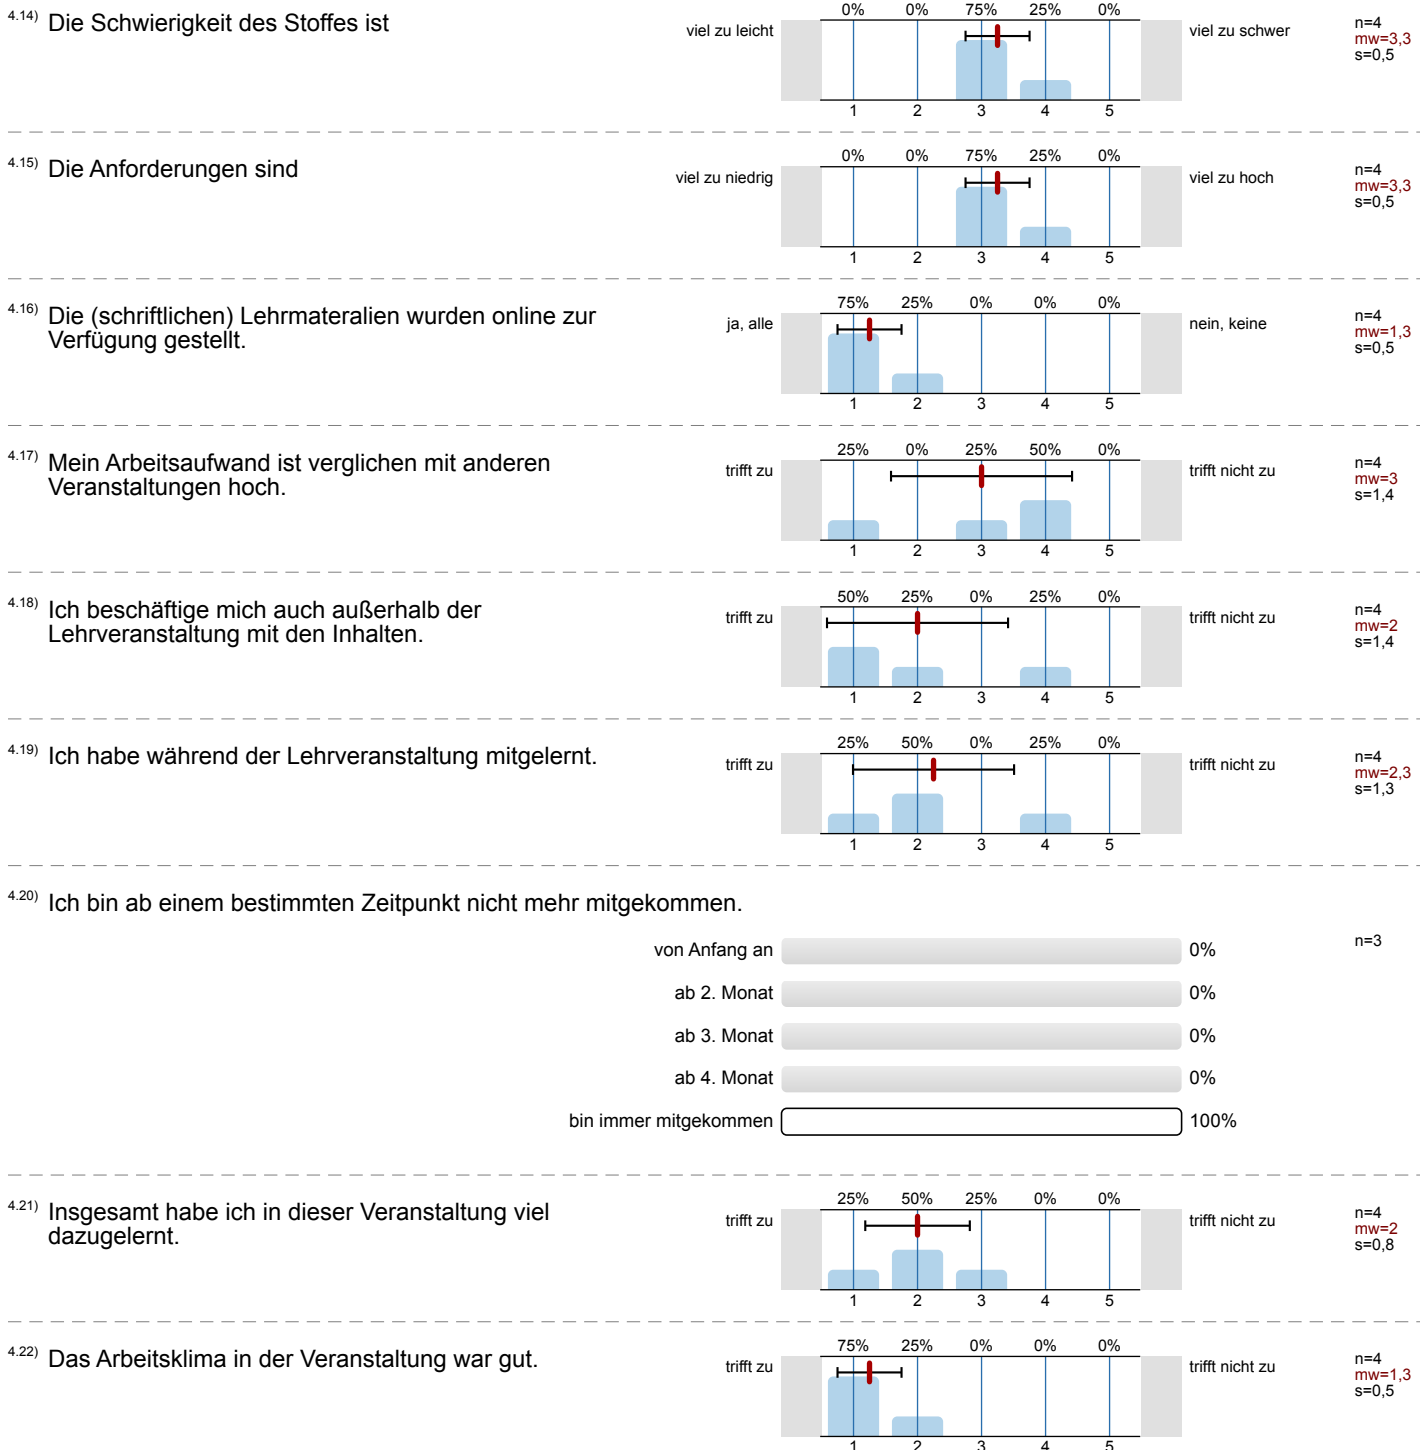 4.14) Die Schwierigkeit des Stoffes ist
0% 0% 75% 25% 0%
viel zu leicht viel zu schwer
n=4
mw=3,3
s=0,5
1 2 3 4 5
4.15) Die Anforderungen sind
0% 0% 75% 25% 0%
viel zu niedrig viel zu hoch
n=4
mw=3,3
s=0,5
1 2 3 4 5
4.16) Die (schriftlichen) Lehrmateralien wurden online zur
Verfügung gestellt.
75% 25% 0% 0% 0%
ja, alle nein, keine
n=4
mw=1,3
s=0,5
1 2 3 4 5
4.17) Mein Arbeitsaufwand ist verglichen mit anderen
Veranstaltungen hoch.
25% 0% 25% 50% 0%
trifft zu trifft nicht zu
n=4
mw=3
s=1,4
1 2 3 4 5
4.18) Ich beschäftige mich auch außerhalb der
Lehrveranstaltung mit den Inhalten.
50% 25% 0% 25% 0%
trifft zu trifft nicht zu
n=4
mw=2
s=1,4
1 2 3 4 5
4.19) Ich habe während der Lehrveranstaltung mitgelernt.
25% 50% 0% 25% 0%
trifft zu trifft nicht zu
n=4
mw=2,3
s=1,3
1 2 3 4 5
4.20) Ich bin ab einem bestimmten Zeitpunkt nicht mehr mitgekommen.
von Anfang an 0% n=3
ab 2. Monat 0%
ab 3. Monat 0%
ab 4. Monat 0%
bin immer mitgekommen 100%
4.21) Insgesamt habe ich in dieser Veranstaltung viel
dazugelernt.
25% 50% 25% 0% 0%
trifft zu trifft nicht zu
n=4
mw=2
s=0,8
1 2 3 4 5
4.22) Das Arbeitsklima in der Veranstaltung war gut.
75% 25% 0% 0% 0%
trifft zu trifft nicht zu
n=4
mw=1,3
s=0,5
1 2 3 4 5